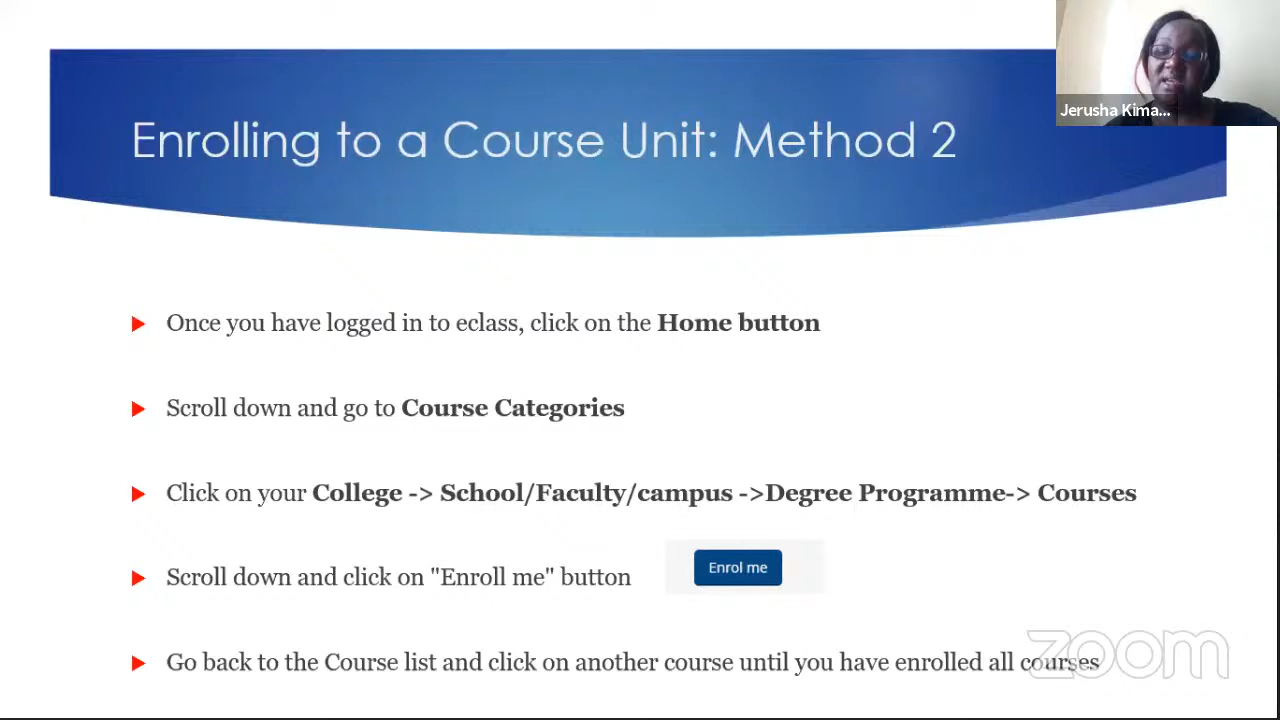 Jerusha Kima...
Enrolling to a Course Unit: Method 2
Once you have logged in to eclass, click on the Home button
Scroll down and go to Course Categories
Click on your College -> School/Faculty/campus ->Degree Programme-> Courses
Scroll down and click on "Enroll me" button
Enrol me
Go back to the Course list and click on another course until you have enrolled all courses
zoom